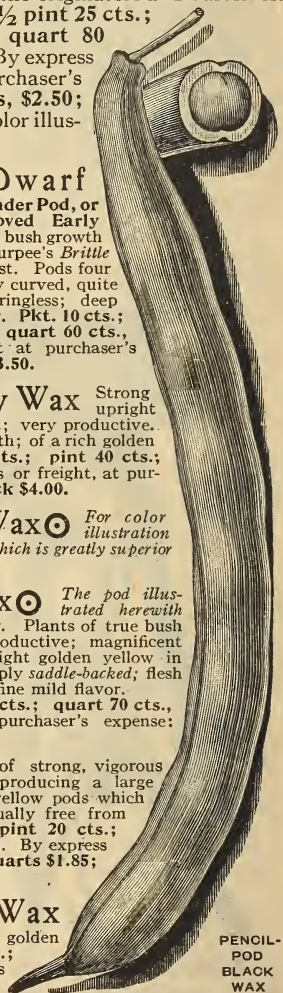 ½ pint 25 cts.;
quart 80
By express
rchaser's
s, $2.50;
olor illus-
Dwarf
nder Pod, or
oved Early
bush growth
urpee's Brittle
st. Pods four
y curved, quite
ringless; deep
. Pkt. 10 cts.;
quart 60 cts.,
t at purchaser's
3.50.
y Wax Strong
upright
; very productive.
th; of a rich golden
ts.; pint 40 cts.;
s or freight, at pur-
ck $4.00.
Wax⊙ For color
illustration
hich is greatly superior
x⊙ The pod illus-
trated herewith
. Plants of true bush
oductive; magnificent
ight golden yellow in
ply saddle-backed; flesh
fine mild flavor.
cts.; quart 70 cts.,
purchaser's expense:
of strong, vigorous
producing a large
yellow pods which
ually free from
pint 20 cts.;
. By express
uarts $1.85;
Wax
golden
.;
s
PENCIL-
POD
BLACK
WAX